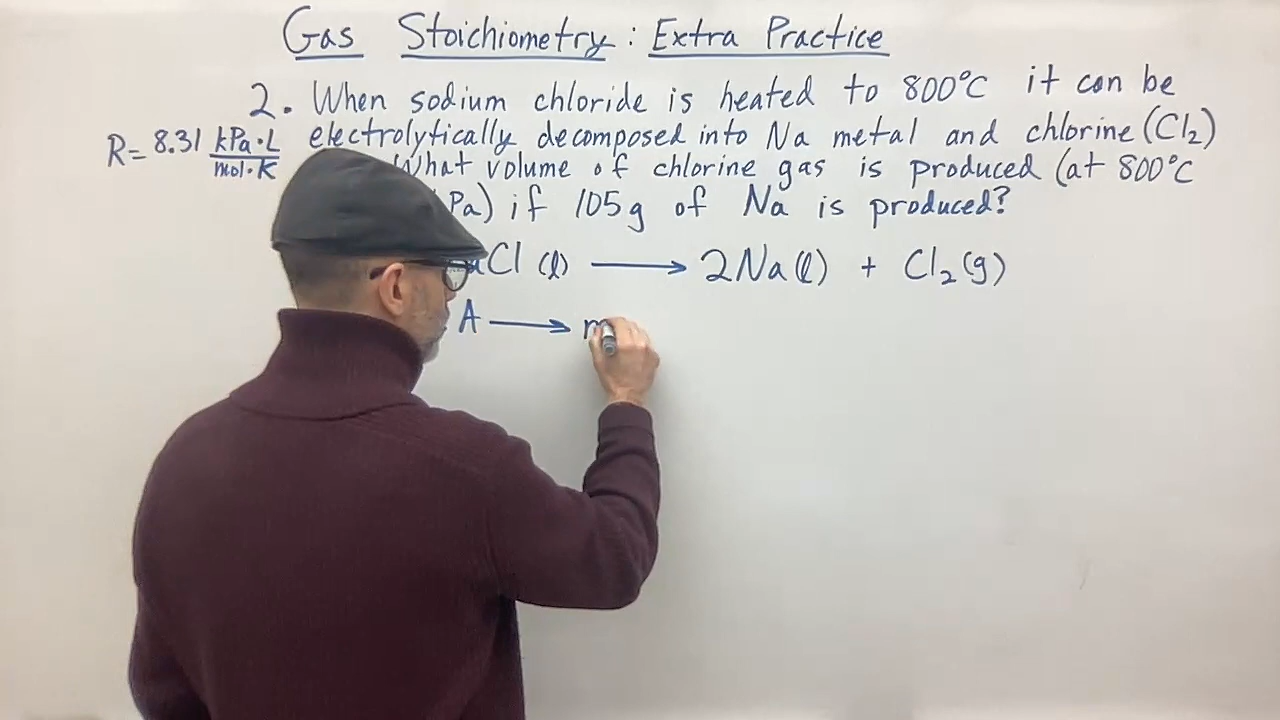 Gas Stoichiometry: Extra Practice
2. When sodium chloride is heated to 800°C it can be
R= 8.31 kPa·L/mol·K electrolytically decomposed into Na metal and chlorine (Cl₂)
What volume of chlorine gas is produced (at 800°C
Pa) if 105g of Na is produced?
Cl (l) → 2Na(l) + Cl₂(g)
A → m